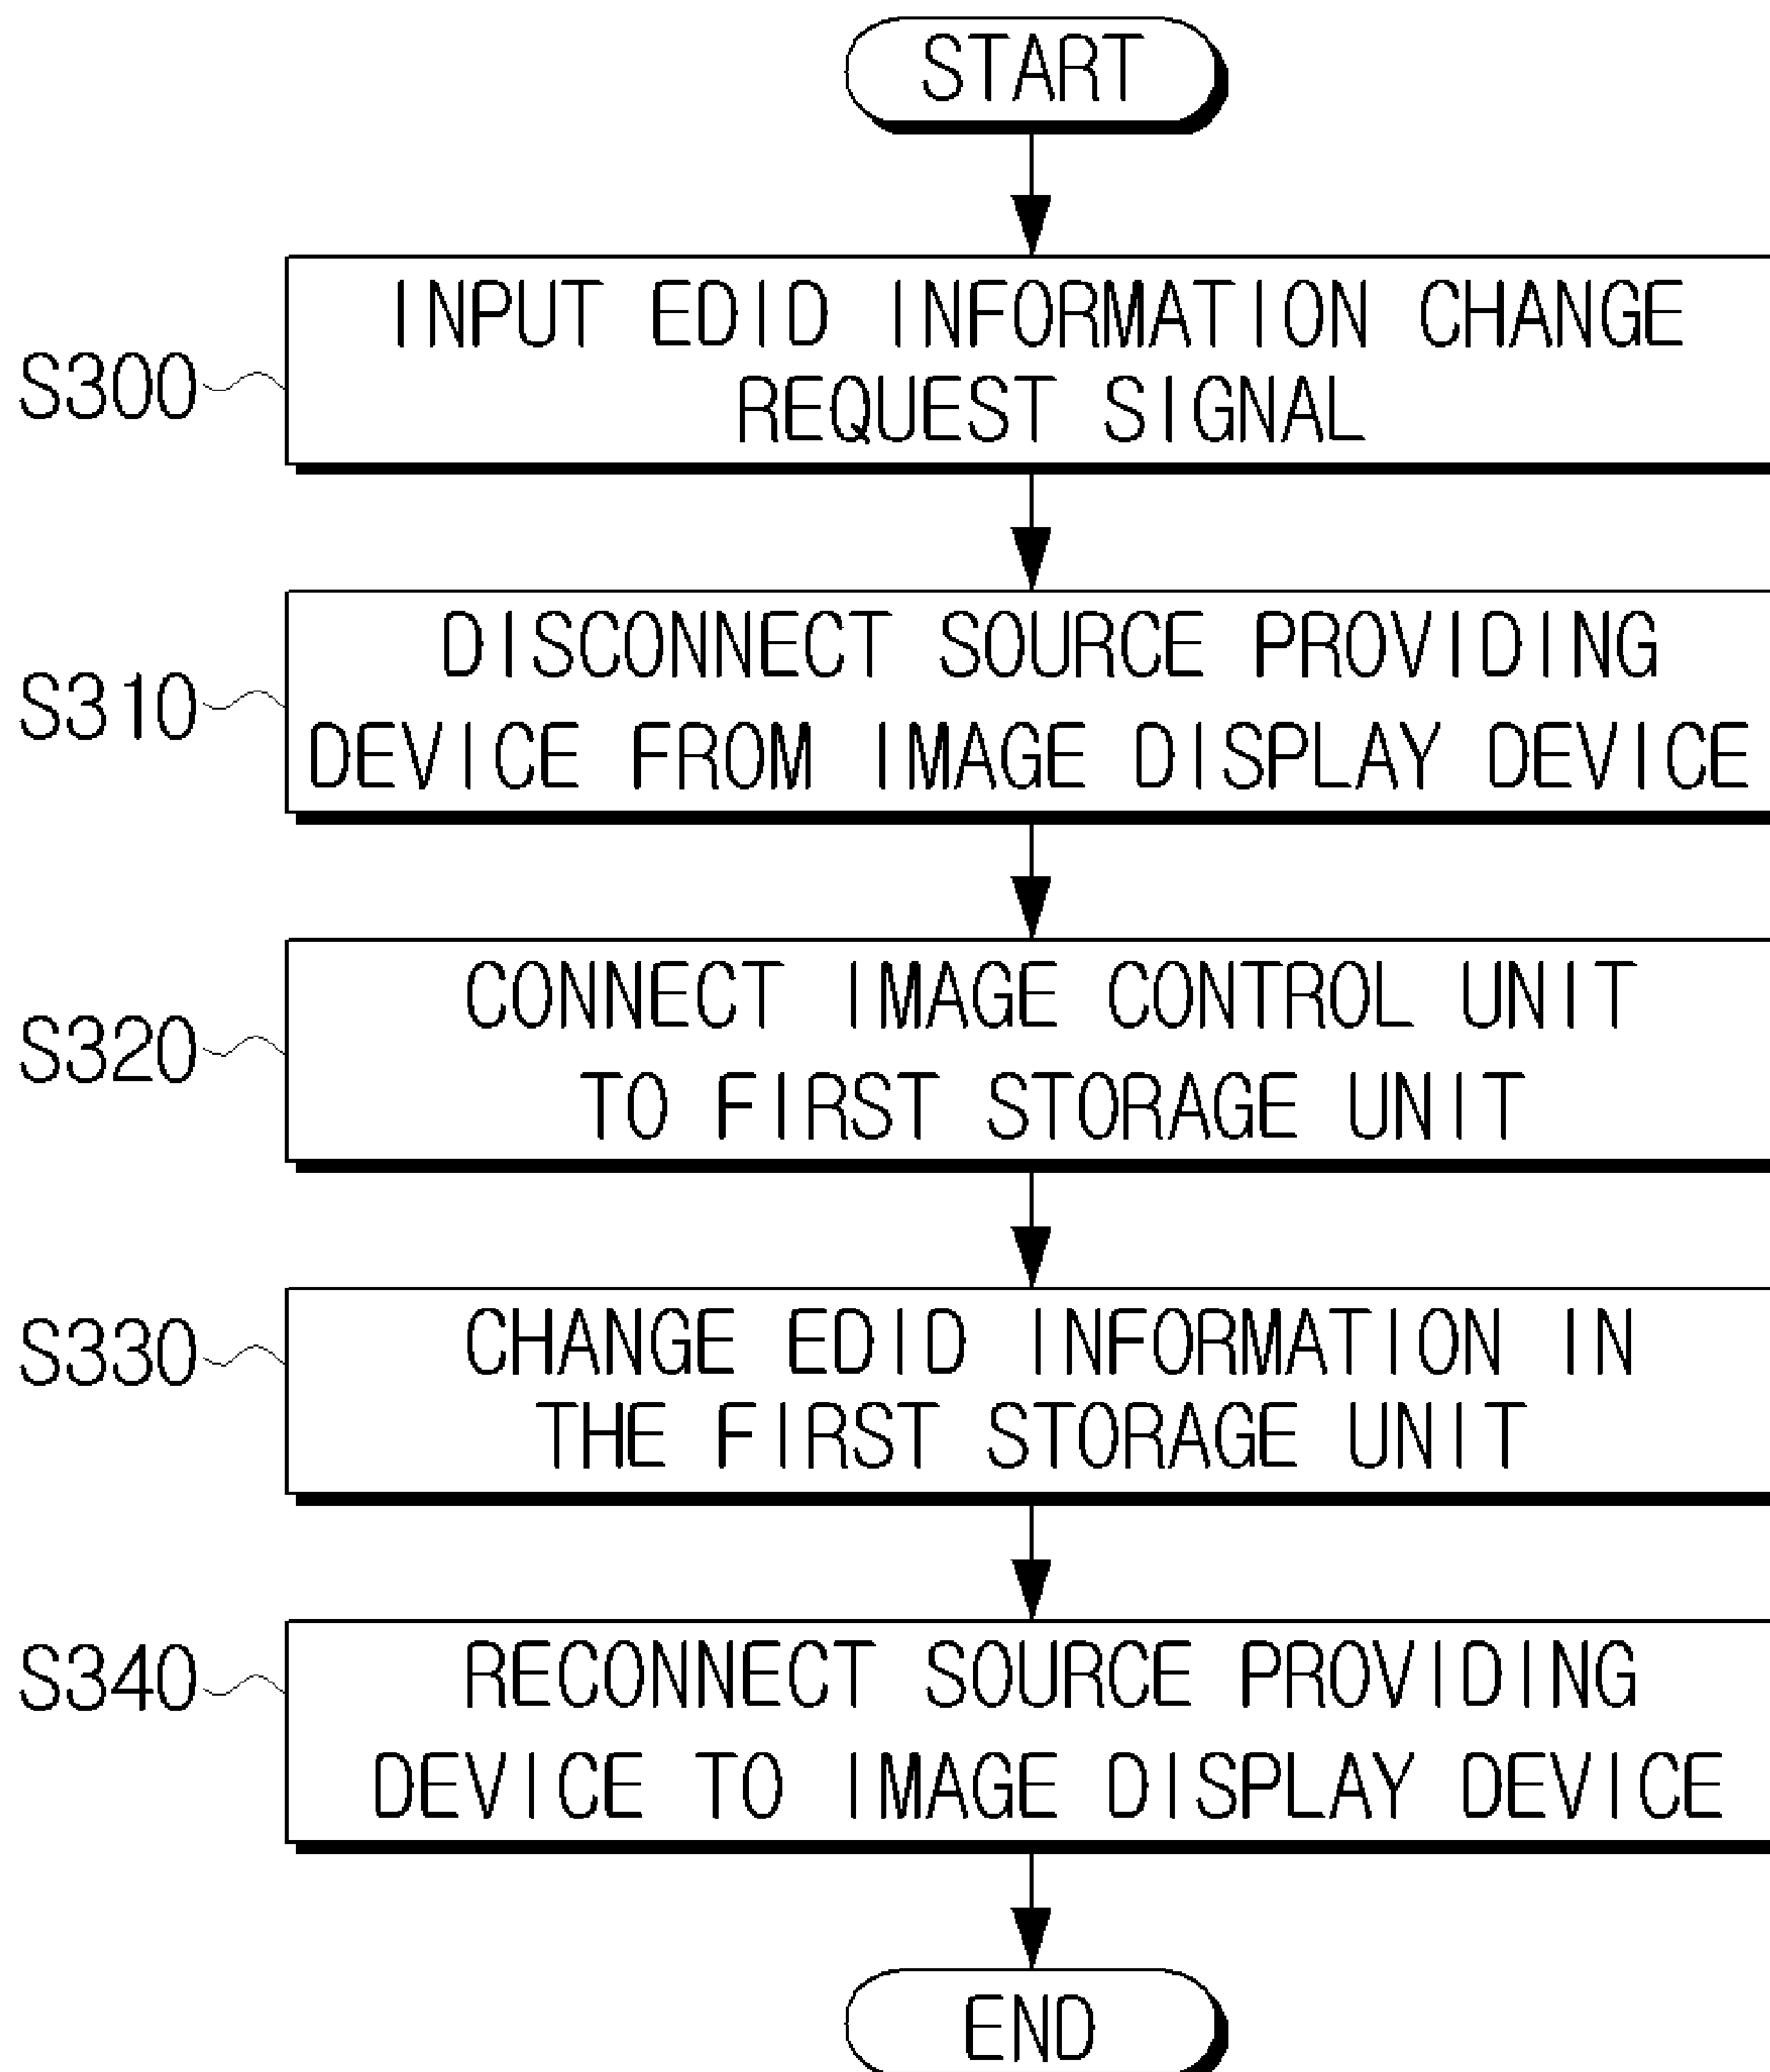 START
INPUT EDID INFORMATION CHANGE
REQUEST SIGNAL
S300
DISCONNECT SOURCE PROVIDING
DEVICE FROM IMAGE DISPLAY DEVICE
S310
CONNECT IMAGE CONTROL UNIT
TO FIRST STORAGE UNIT
S320
CHANGE EDID INFORMATION IN
THE FIRST STORAGE UNIT
S330
RECONNECT SOURCE PROVIDING
DEVICE TO IMAGE DISPLAY DEVICE
S340
END